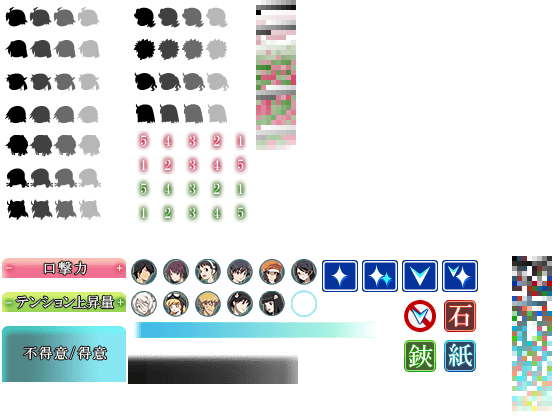 5 4 3 2 1
1 2 3 4 5
5 4 3 2 1
1 2 3 4 5
− 口撃力 +
− テンション上昇量 +
不得意/得意
石
鋏 紙